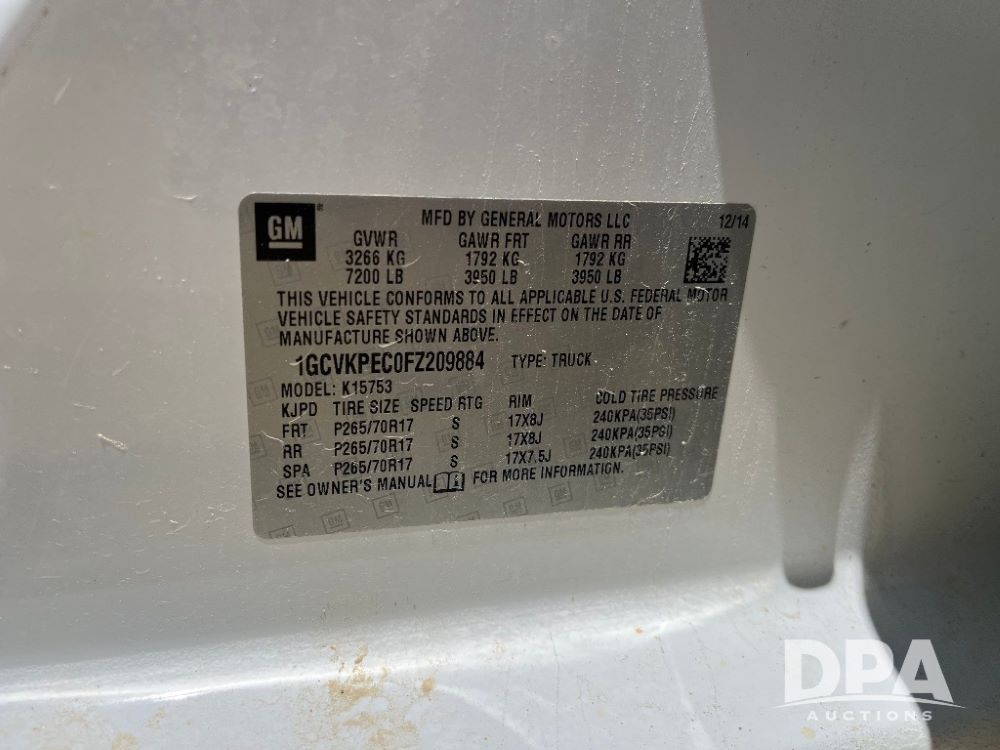 GM
MFD BY GENERAL MOTORS LLC 12/14
GVWR GAWR FRT GAWR RR
3266 KG 1792 KG 1792 KG
7200 LB 3950 LB 3950 LB
THIS VEHICLE CONFORMS TO ALL APPLICABLE U.S. FEDERAL MOTOR
VEHICLE SAFETY STANDARDS IN EFFECT ON THE DATE OF
MANUFACTURE SHOWN ABOVE.
1GCVKPEC0FZ209884 TYPE: TRUCK
MODEL: K15753
KJPD TIRE SIZE SPEED RTG RIM COLD TIRE PRESSURE
FRT P265/70R17 S 17X8J 240KPA(35PSI)
RR P265/70R17 S 17X8J 240KPA(35PSI)
SPA P265/70R17 S 17X7.5J 240KPA(35PSI)
SEE OWNER'S MANUAL FOR MORE INFORMATION.
DPA
AUCTIONS